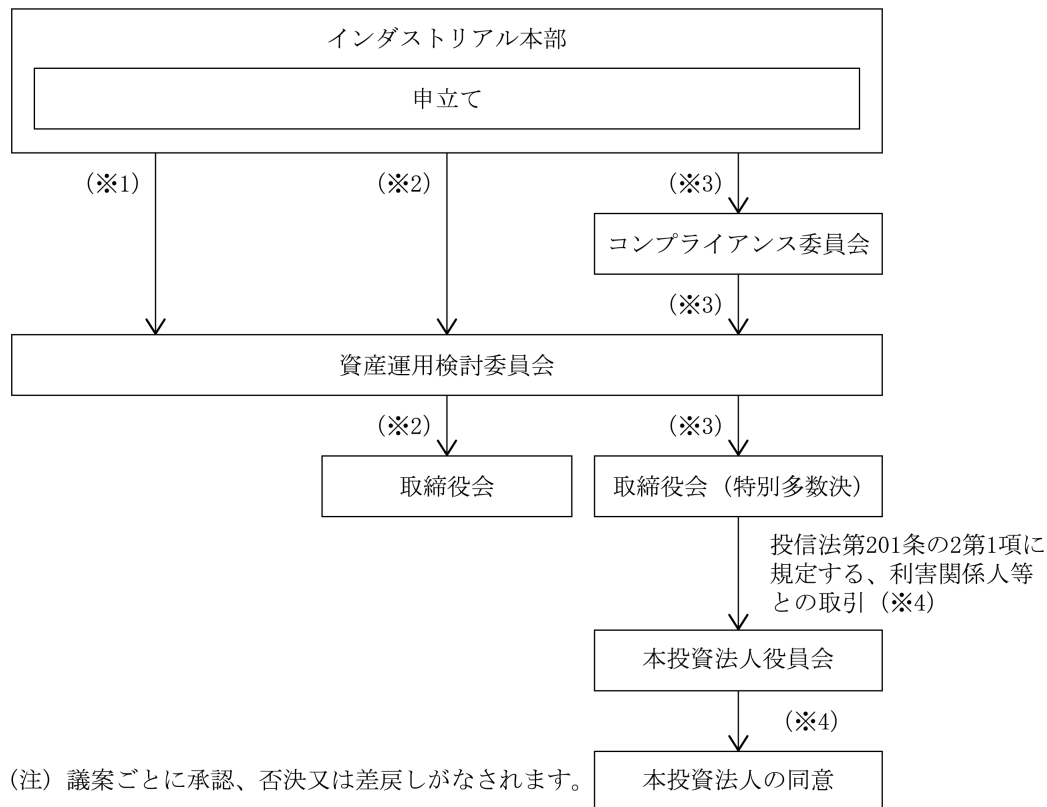 インダストリアル本部
申立て
(※1)
(※2)
(※3)
コンプライアンス委員会
(※3)
資産運用検討委員会
(※2)
(※3)
取締役会
取締役会（特別多数決）
投信法第201条の2第1項に
規定する、利害関係人等
との取引（※4）
本投資法人役員会
(※4)
(注) 議案ごとに承認、否決又は差戻しがなされます。
本投資法人の同意